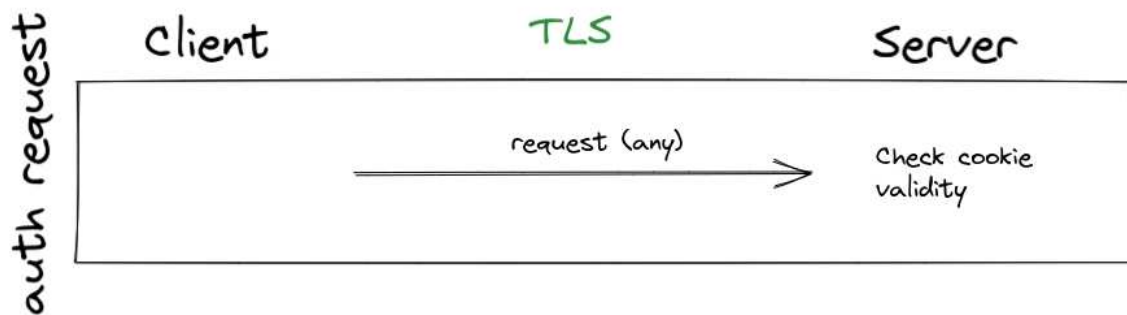 Client
TLS
Server
auth request
request (any)
Check cookie
validity